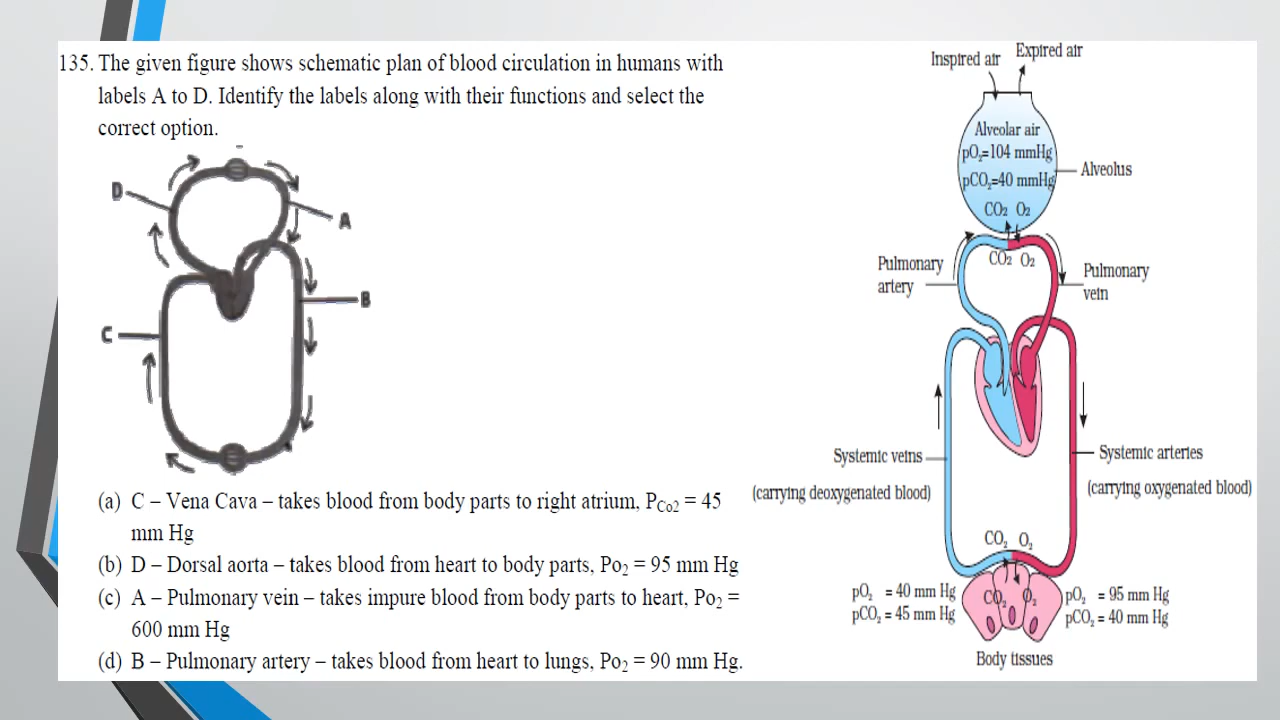 135. The given figure shows schematic plan of blood circulation in humans with
labels A to D. Identify the labels along with their functions and select the
correct option.
D
A
B
C
(a) C – Vena Cava – takes blood from body parts to right atrium, PCo2 = 45
mm Hg
(b) D – Dorsal aorta – takes blood from heart to body parts, Po2 = 95 mm Hg
(c) A – Pulmonary vein – takes impure blood from body parts to heart, Po2 =
600 mm Hg
(d) B – Pulmonary artery – takes blood from heart to lungs, Po2 = 90 mm Hg.
Inspired air
Expired air
Alveolar air
pO2=104 mmHg
pCO2=40 mmHg
Alveolus
CO2 O2
CO2 O2
Pulmonary
artery
Pulmonary
vein
Systemic veins
(carrying deoxygenated blood)
Systemic arteries
(carrying oxygenated blood)
CO2 O2
CO2 O2
pO2 = 40 mm Hg
pCO2 = 45 mm Hg
pO2 = 95 mm Hg
pCO2 = 40 mm Hg
Body tissues